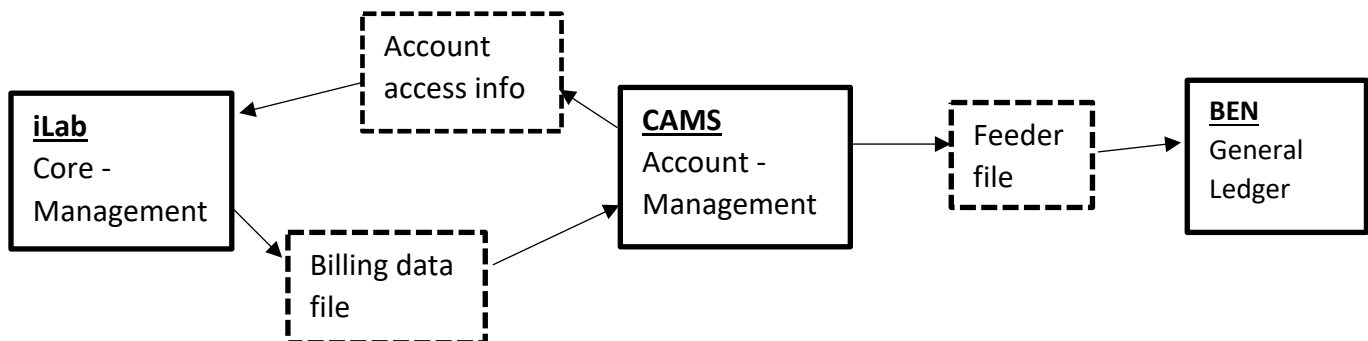 Account
access info
iLab
Core -
Management
CAMS
Account -
Management
Feeder
file
BEN
General
Ledger
Billing data
file